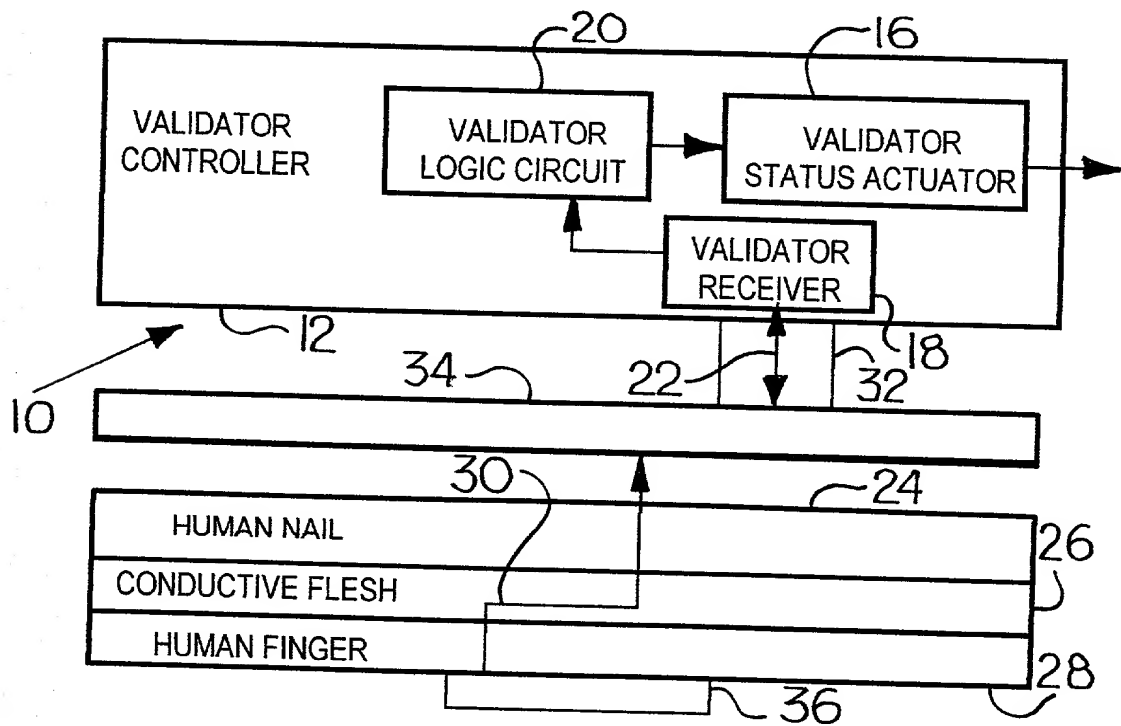 20
16
VALIDATOR
CONTROLLER
VALIDATOR
LOGIC CIRCUIT
VALIDATOR
STATUS ACTUATOR
VALIDATOR
RECEIVER
12
18
34
22
32
10
30
24
HUMAN NAIL
26
CONDUCTIVE FLESH
HUMAN FINGER
28
36